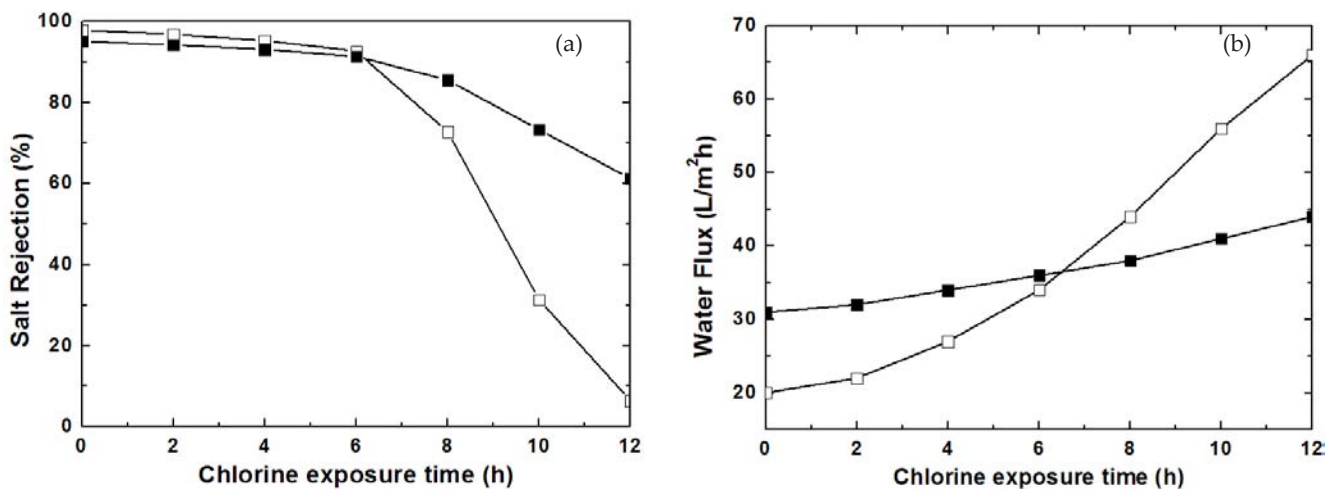 100
80
60
40
20
0
Salt Rejection (%)
(a)
0 2 4 6 8 10 12
Chlorine exposure time (h)
70
60
50
40
30
20
Water Flux (L/m²h)
(b)
0 2 4 6 8 10 12
Chlorine exposure time (h)